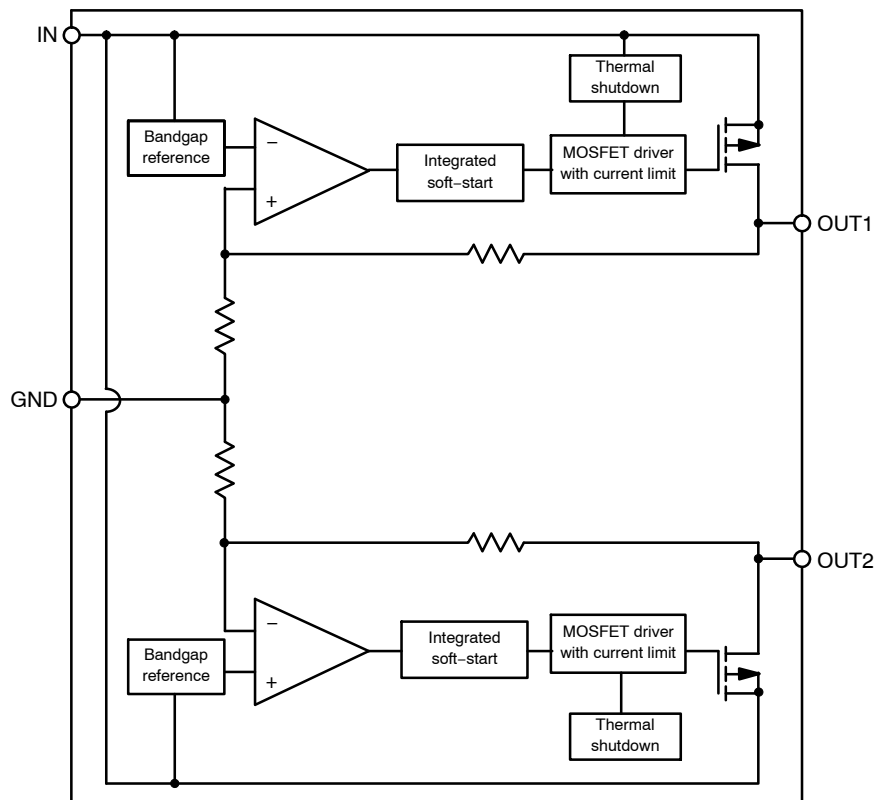 IN
Thermal
shutdown
Bandgap
reference
−
+
Integrated
soft−start
MOSFET driver
with current limit
OUT1
GND
OUT2
Bandgap
reference
−
+
Integrated
soft−start
MOSFET driver
with current limit
Thermal
shutdown